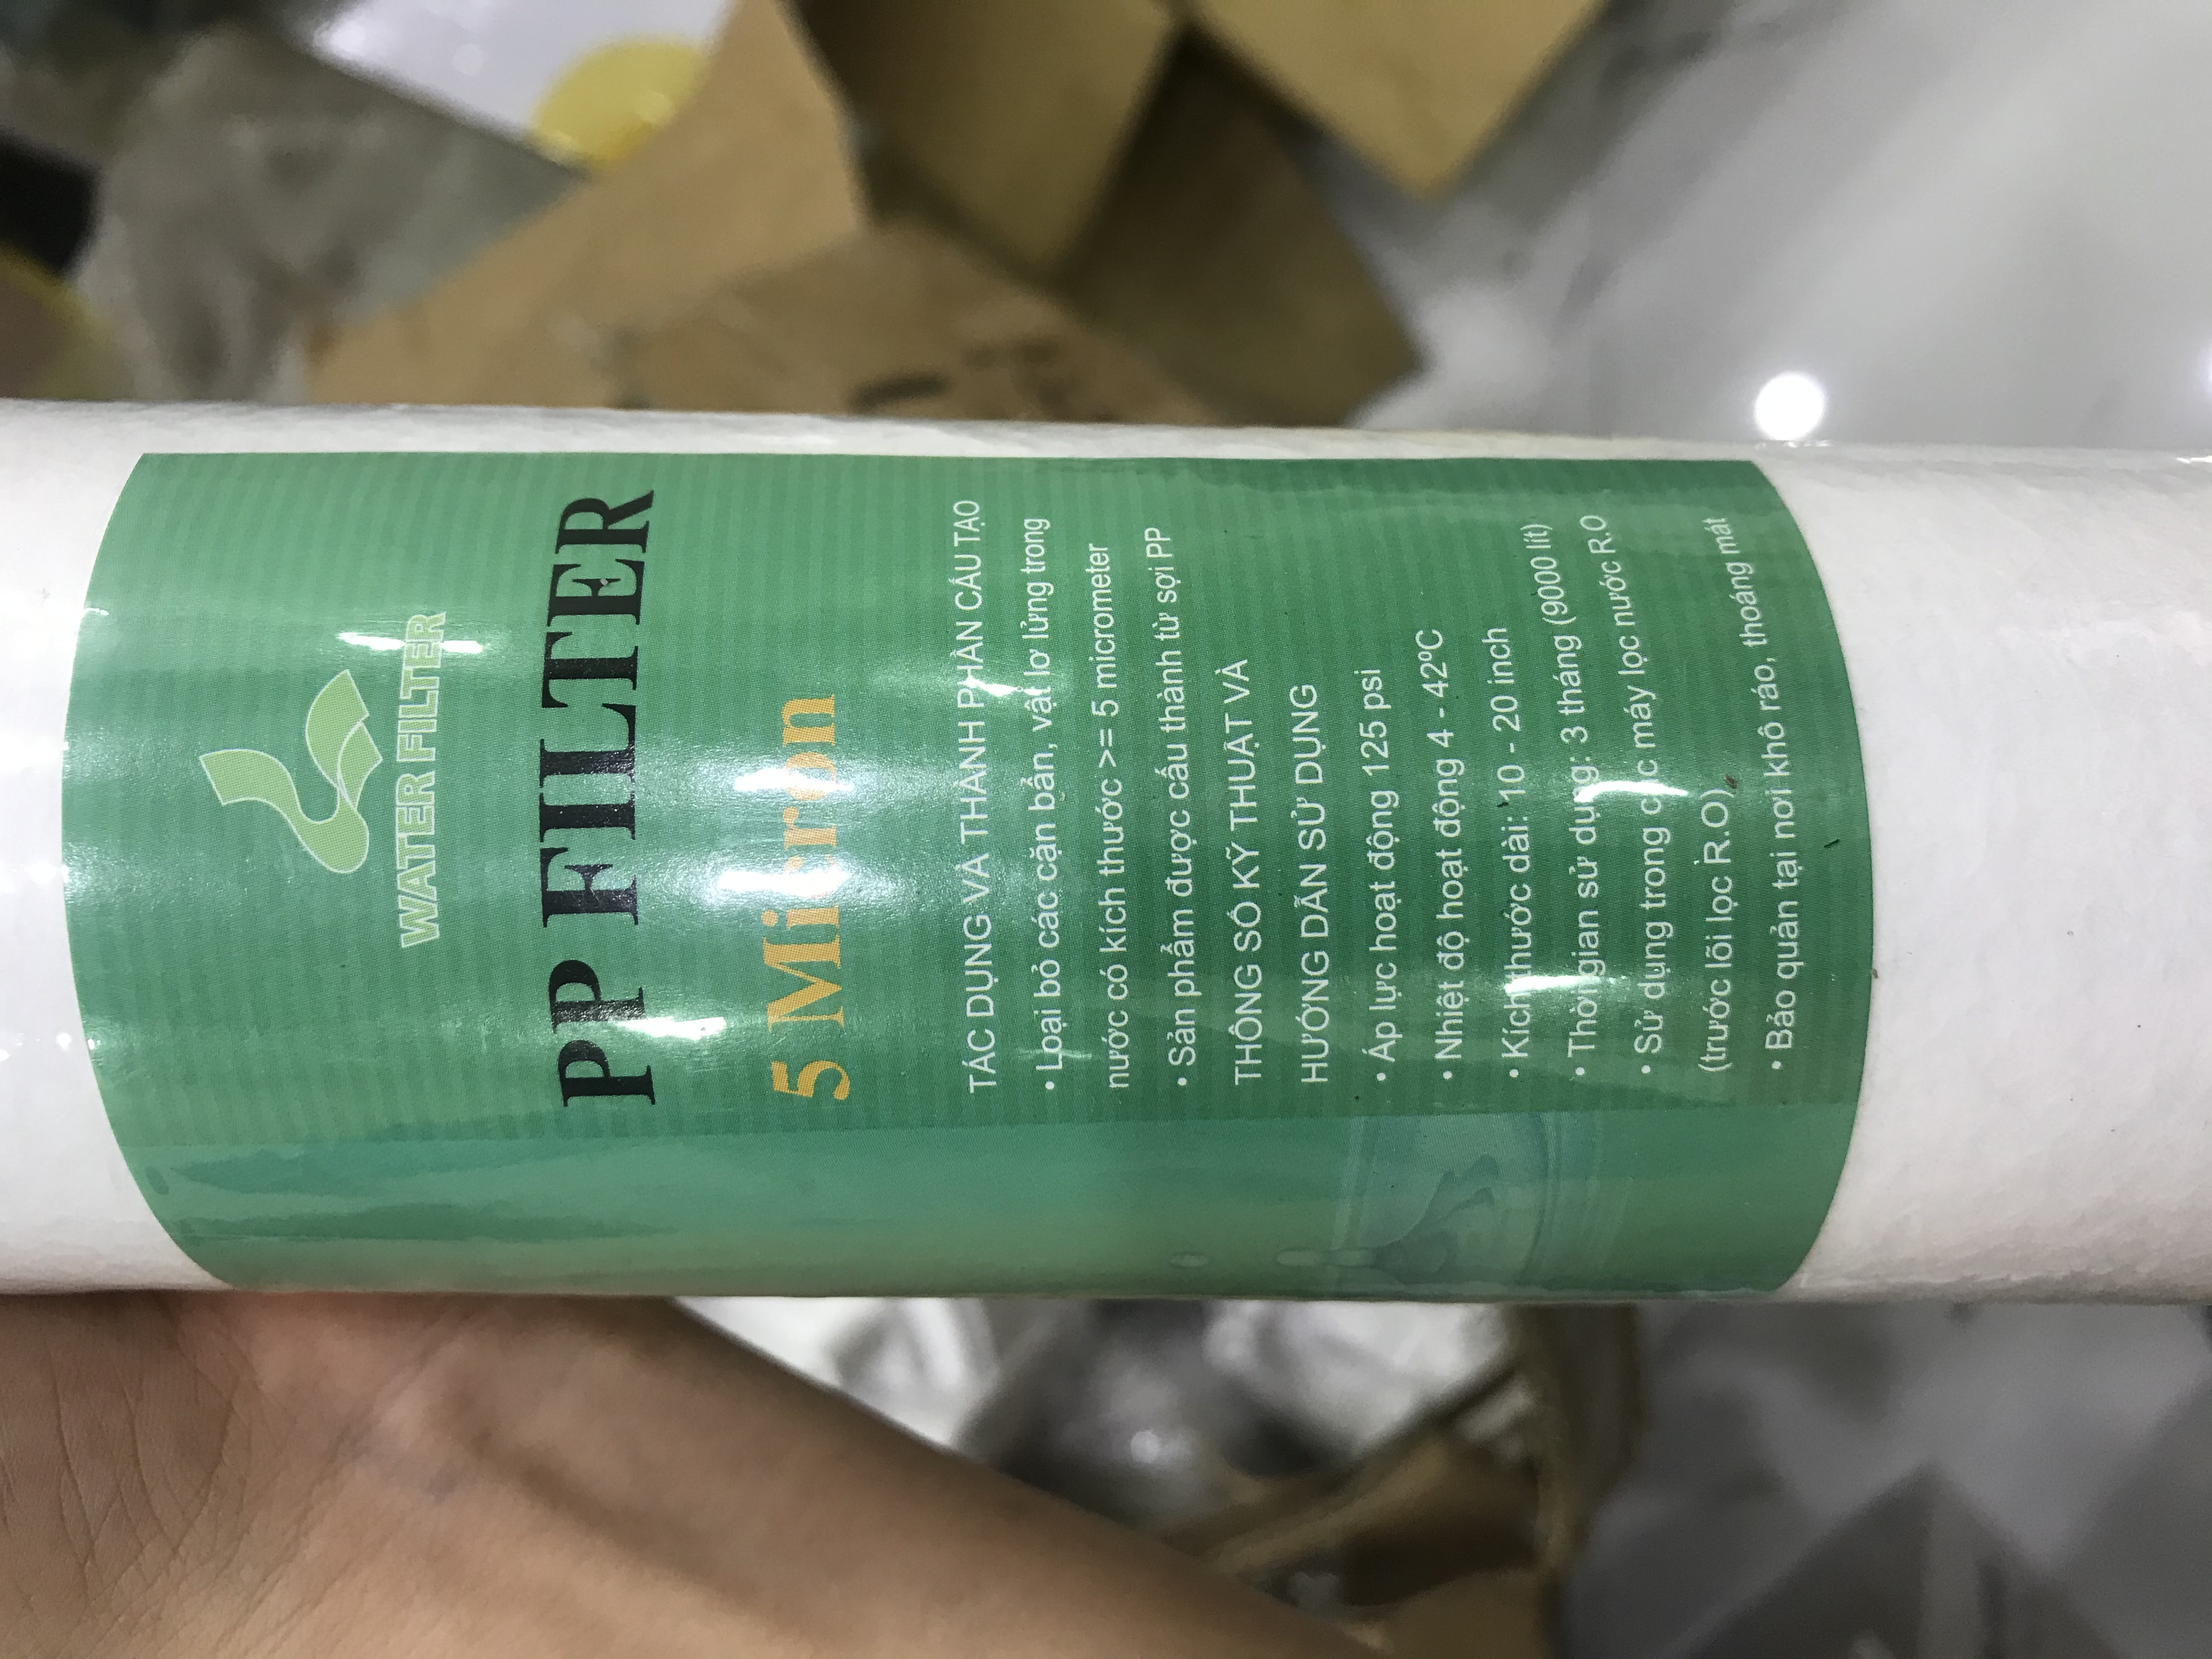 WATER FILTER
PP FILTER
5 Micron
TÁC DỤNG VÀ THÀNH PHẦN CẤU TẠO
• Loại bỏ các cặn bẩn, vật lơ lửng trong
nước có kích thước >= 5 micrometer
• Sản phẩm được cấu thành từ sợi PP
THÔNG SỐ KỸ THUẬT VÀ
HƯỚNG DẪN SỬ DỤNG
• Áp lực hoạt động 125 psi
• Nhiệt độ hoạt động 4 - 42ºC
• Kích thước dài: 10 - 20 inch
• Thời gian sử dụng: 3 tháng (9000 lít)
• Sử dụng trong các máy lọc nước R.O
(trước lõi lọc R.O)
• Bảo quản tại nơi khô ráo, thoáng mát